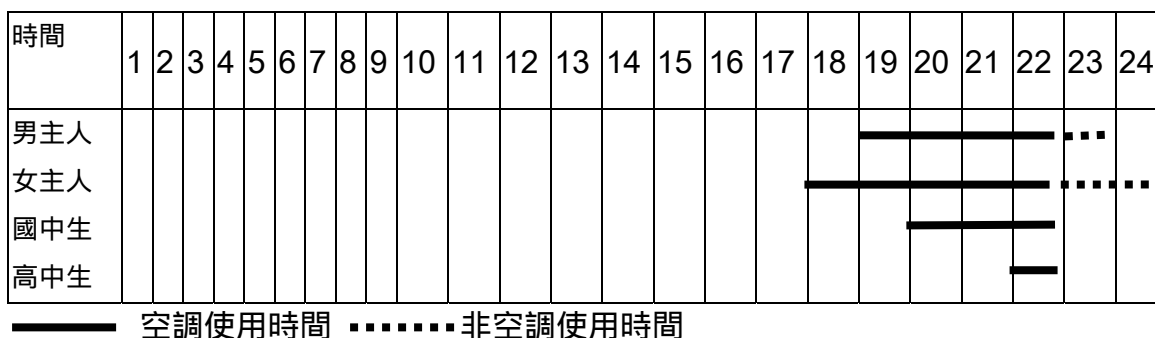 時間 1 2 3 4 5 6 7 8 9 10 11 12 13 14 15 16 17 18 19 20 21 22 23 24
男主人
女主人
國中生
高中生
空調使用時間 非空調使用時間